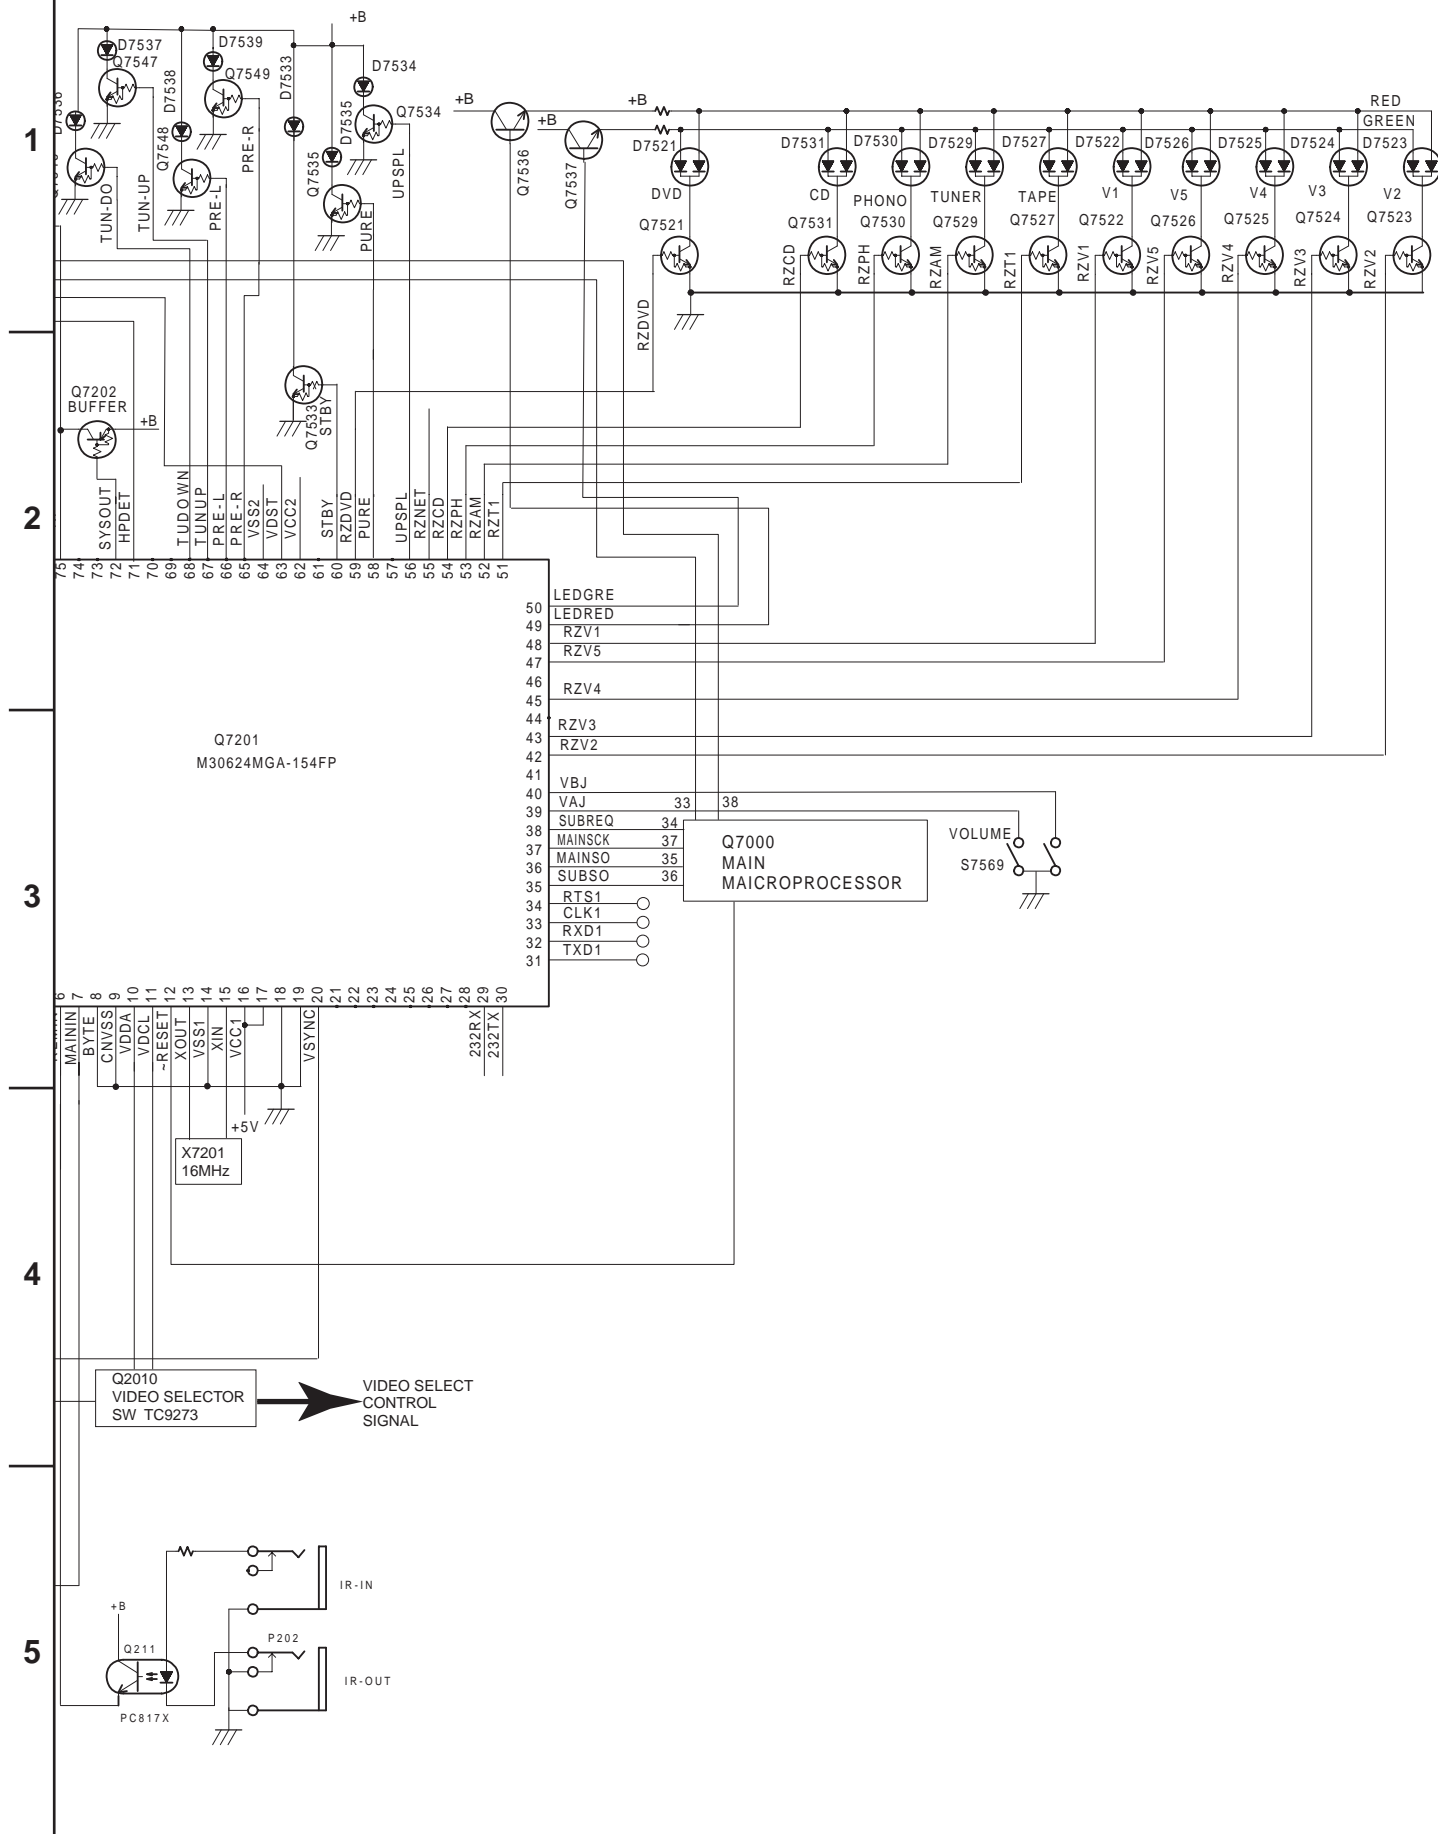 +B
D7537
Q7547
D7539
Q7549
D7538
Q7548
D7533
D7534
D7535
Q7534
Q7535
D7536
TUN-DO
TUN-UP
PRE-L
PRE-R
PURE
UPSPL
+B
+B
+B
Q7536
Q7537
RED
GREEN
D7521
D7531
D7530
D7529
D7527
D7522
D7526
D7525
D7524
D7523
DVD
CD
PHONO
TUNER
TAPE
V1
V5
V4
V3
V2
Q7521
Q7531
Q7530
Q7529
Q7527
Q7522
Q7526
Q7525
Q7524
Q7523
RZDVD
RZCD
RZPH
RZAM
RZT1
RZV1
RZV5
RZV4
RZV3
RZV2
1
2
3
4
5
Q7202
BUFFER
+B
Q7533
STBY
SYSOUT
HPDET
TUDOWN
TUNUP
PRE-L
PRE-R
VSS2
VDST
VCC2
STBY
RZDVD
PURE
UPSPL
RZNET
RZCD
RZPH
RZAM
RZT1
75
74
73
72
71
70
69
68
67
66
65
64
63
62
61
60
59
58
57
56
55
54
53
52
51
50 LEDGRE
49 LEDRED
48 RZV1
47 RZV5
46
45 RZV4
44
43 RZV3
42 RZV2
41
40 VBJ
39 VAJ
38 SUBREQ
37 MAINSCK
36 MAINSO
35 SUBSO
34 RTS1
33 CLK1
32 RXD1
31 TXD1
Q7201
M30624MGA-154FP
33
38
34
37
35
36
Q7000
MAIN
MAICROPROCESSOR
VOLUME
S7569
6
7
8
9
10
11
12
13
14
15
16
17
18
19
20
21
22
23
24
25
26
27
28
29
30
MAININ
BYTE
CNVSS
VDDA
VDCL
~RESET
XOUT
VSS1
XIN
VCC1
VSYNC
232RX
232TX
+5V
X7201
16MHz
Q2010
VIDEO SELECTOR
SW TC9273
VIDEO SELECT
CONTROL
SIGNAL
IR-IN
+B
Q211
PC817X
P202
IR-OUT